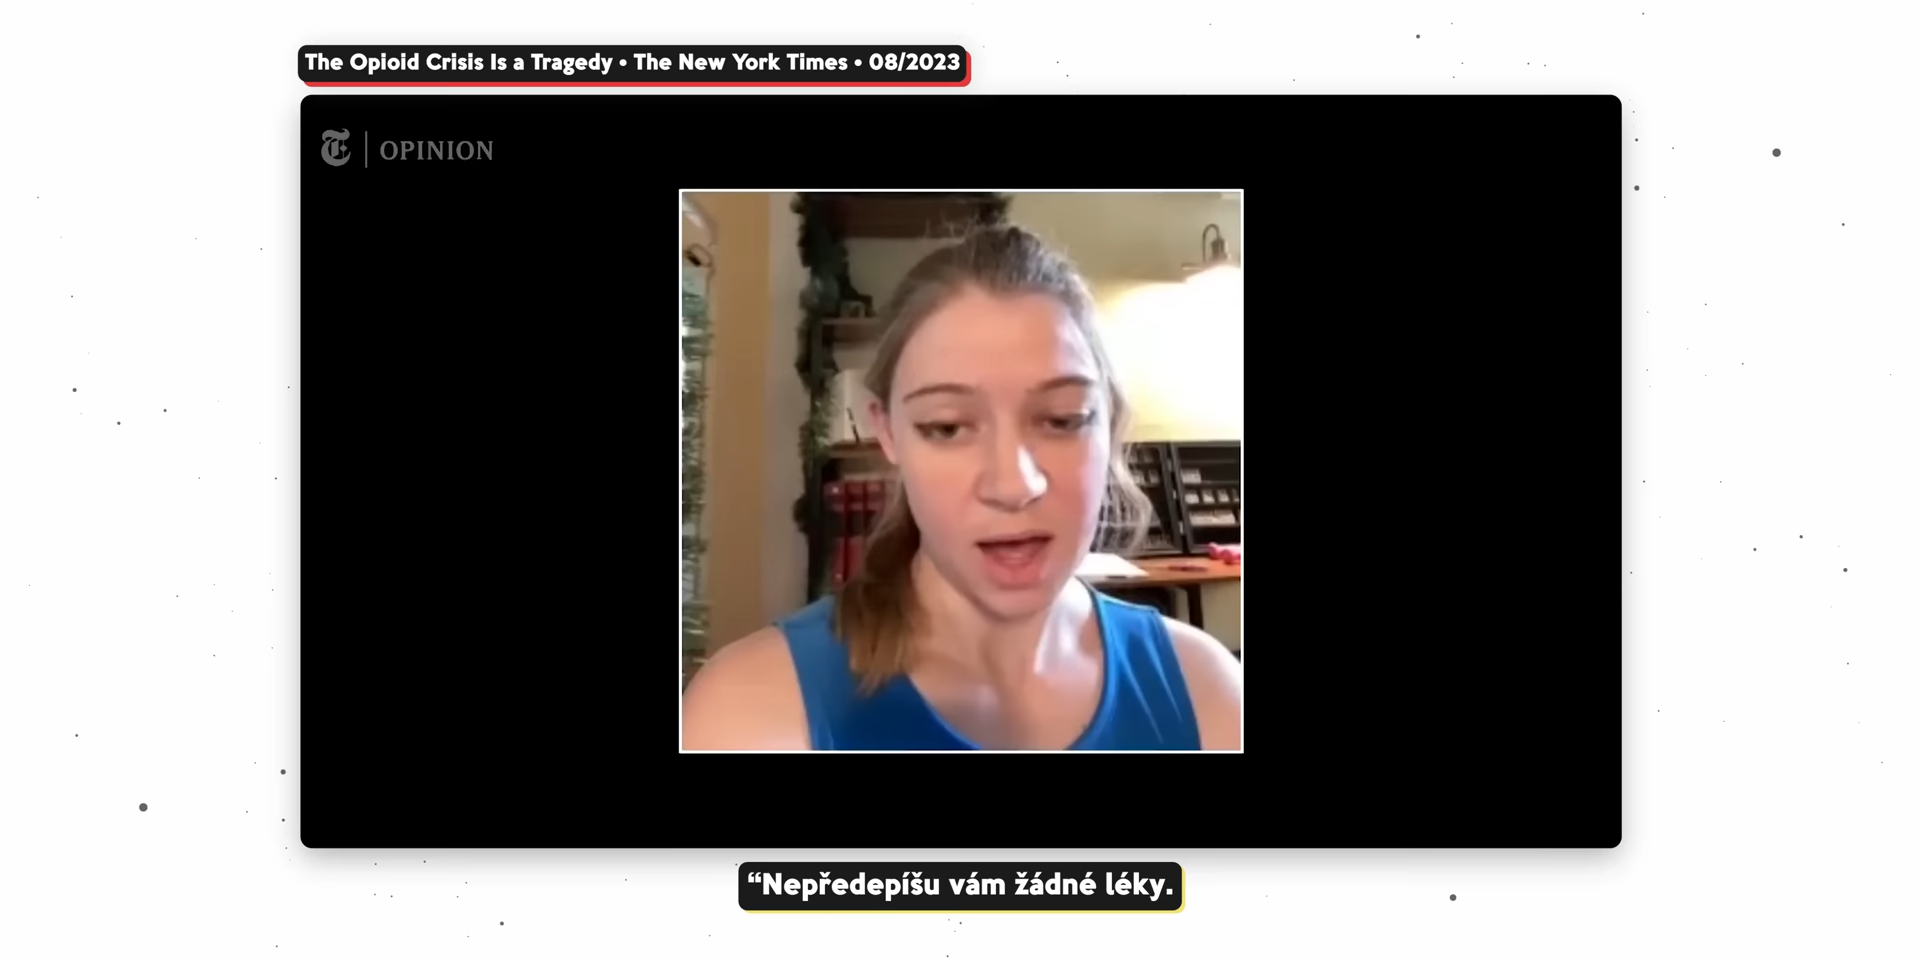 The Opioid Crisis Is a Tragedy • The New York Times • 08/2023
T | OPINION
“Nepředepíšu vám žádné léky.